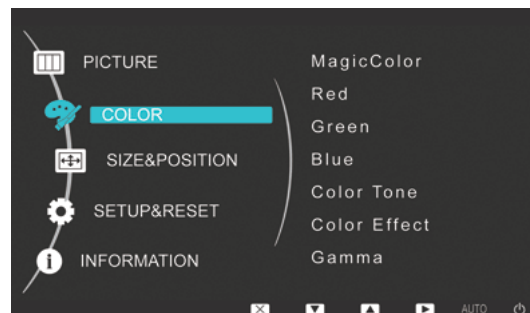 PICTURE
COLOR
SIZE&POSITION
SETUP&RESET
INFORMATION
MagicColor
Red
Green
Blue
Color Tone
Color Effect
Gamma
AUTO